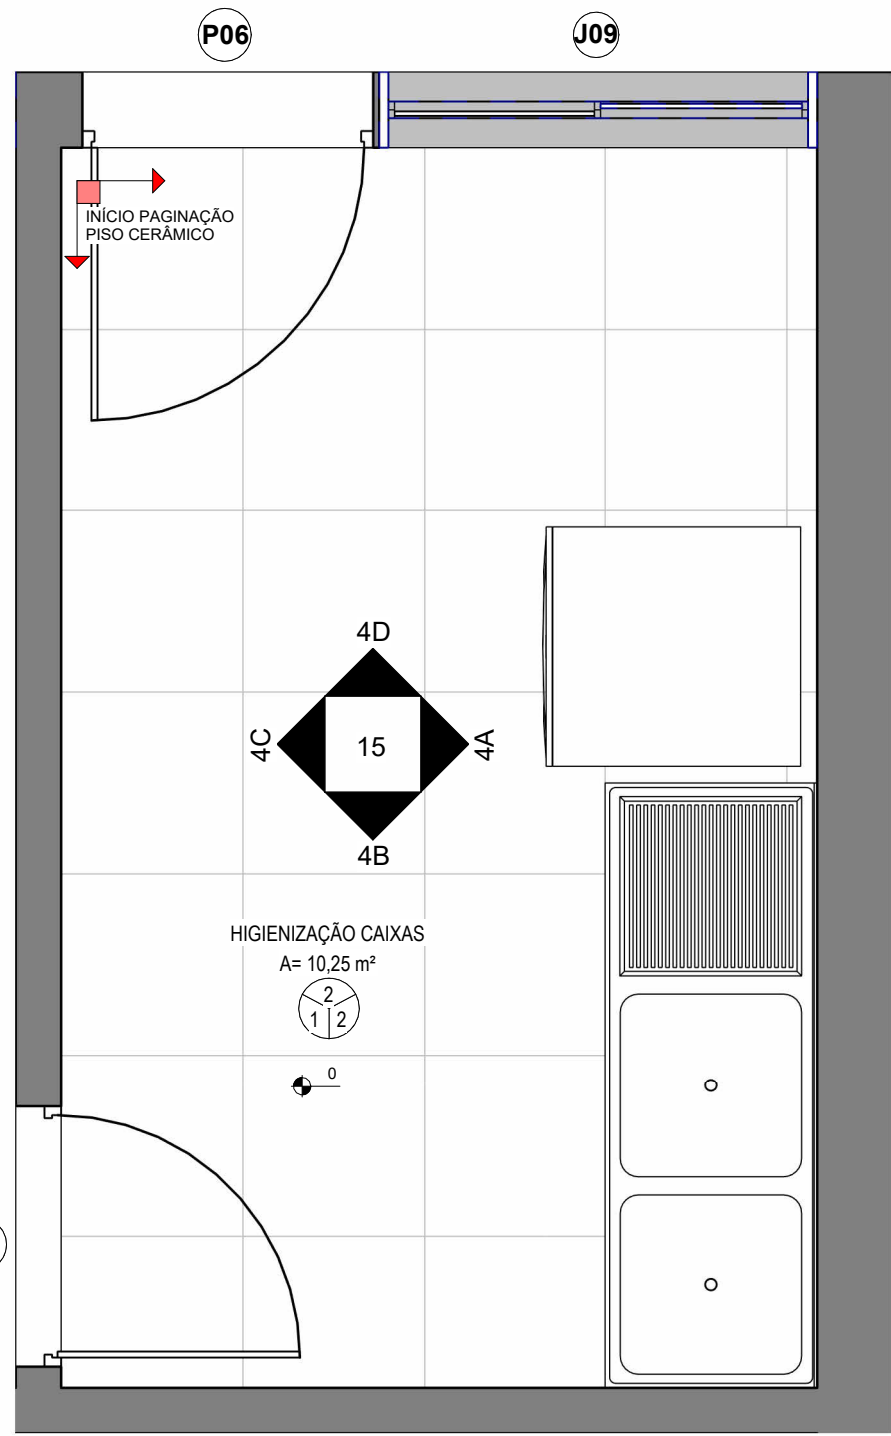 P06
J09
INÍCIO PAGINAÇÃO
PISO CERÂMICO
4D
4C
15
4A
4B
HIGIENIZAÇÃO CAIXAS
A= 10,25 m²
2
1 2
0